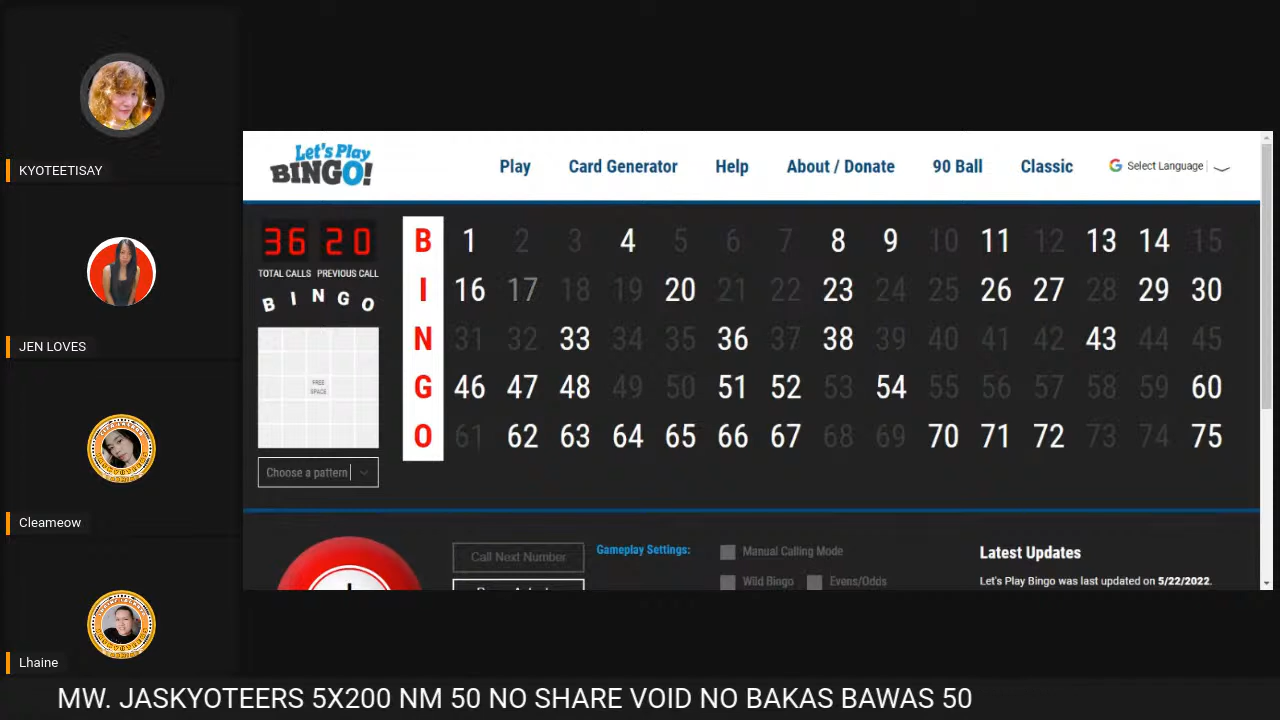 KYOTEETISAY
JEN LOVES
Cleameow
Lhaine
Let's Play
BINGO!
Play Card Generator Help About / Donate 90 Ball Classic Select Language
36 20
TOTAL CALLS PREVIOUS CALL
B I N G O
FREE
SPACE
Choose a pattern
B 1 2 3 4 5 6 7 8 9 10 11 12 13 14 15
I 16 17 18 19 20 21 22 23 24 25 26 27 28 29 30
N 31 32 33 34 35 36 37 38 39 40 41 42 43 44 45
G 46 47 48 49 50 51 52 53 54 55 56 57 58 59 60
O 61 62 63 64 65 66 67 68 69 70 71 72 73 74 75
Call Next Number
Gameplay Settings:
Manual Calling Mode
Wild Bingo Evens/Odds
Latest Updates
Let's Play Bingo was last updated on 5/22/2022.
MW. JASKYOTEERS 5X200 NM 50 NO SHARE VOID NO BAKAS BAWAS 50